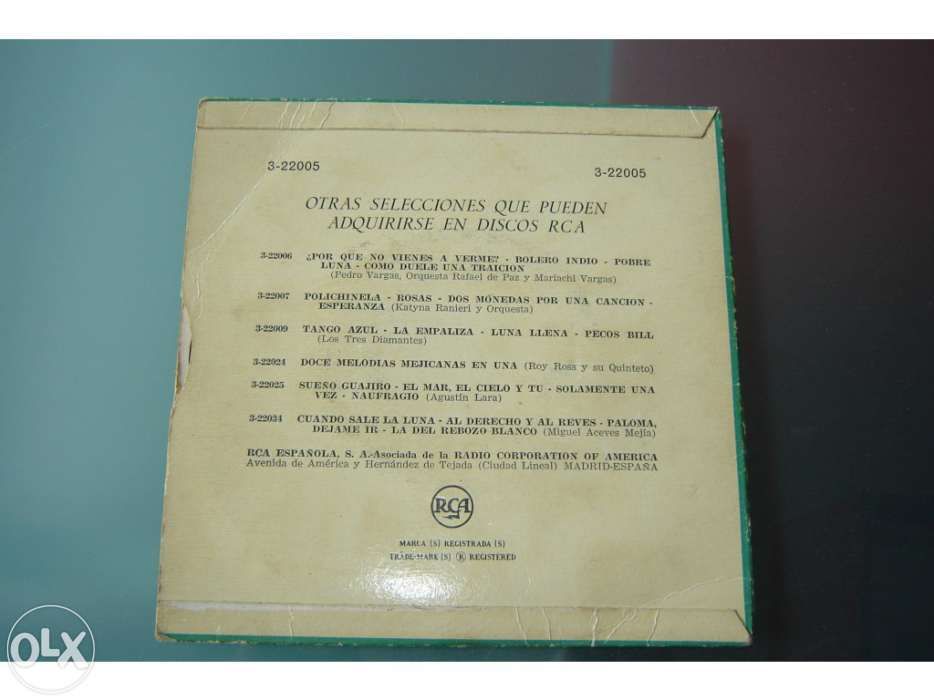 3-22005 3-22005
OTRAS SELECCIONES QUE PUEDEN
ADQUIRIRSE EN DISCOS RCA
3-22006 ¿POR QUE NO VIENES A VERME? - BOLERO INDIO - POBRE
LUNA - COMO DUELE UNA TRAICION
(Pedro Vargas, Orquesta Rafael de Paz y Mariachi Vargas)
3-22007 POLICHINELA - ROSAS - DOS MONEDAS POR UNA CANCION -
ESPERANZA (Katyna Ranieri y Orquesta)
3-22009 TANGO AZUL - LA EMPALIZA - LUNA LLENA - PECOS BILL
(Los Tres Diamantes)
3-22024 DOCE MELODIAS MEJICANAS EN UNA (Roy Ross y su Quinteto)
3-22025 SUEÑO GUAJIRO - EL MAR, EL CIELO Y TU - SOLAMENTE UNA
VEZ - NAUFRAGIO (Agustín Lara)
3-22034 CUANDO SALE LA LUNA - AL DERECHO Y AL REVES - PALOMA,
DEJAME IR - LA DEL REBOZO BLANCO (Miguel Aceves Mejía)
RCA ESPAÑOLA, S. A.-Asociada de la RADIO CORPORATION OF AMERICA
Avenida de América y Hernández de Tejada (Ciudad Lineal) MADRID-ESPAÑA
RCA
MARCA (S) REGISTRADA (S)
TRADE-MARK (S) ® REGISTERED
OLX